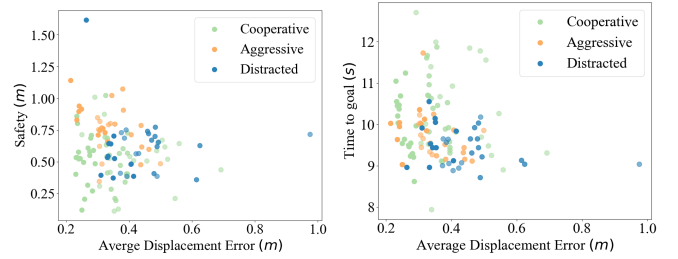 Safety (m)
1.50
1.25
1.00
0.75
0.50
0.25
Cooperative
Aggressive
Distracted
0.2 0.4 0.6 0.8 1.0
Averge Displacement Error (m)
Time to goal (s)
12
11
10
9
8
Cooperative
Aggressive
Distracted
0.2 0.4 0.6 0.8 1.0
Average Displacement Error (m)